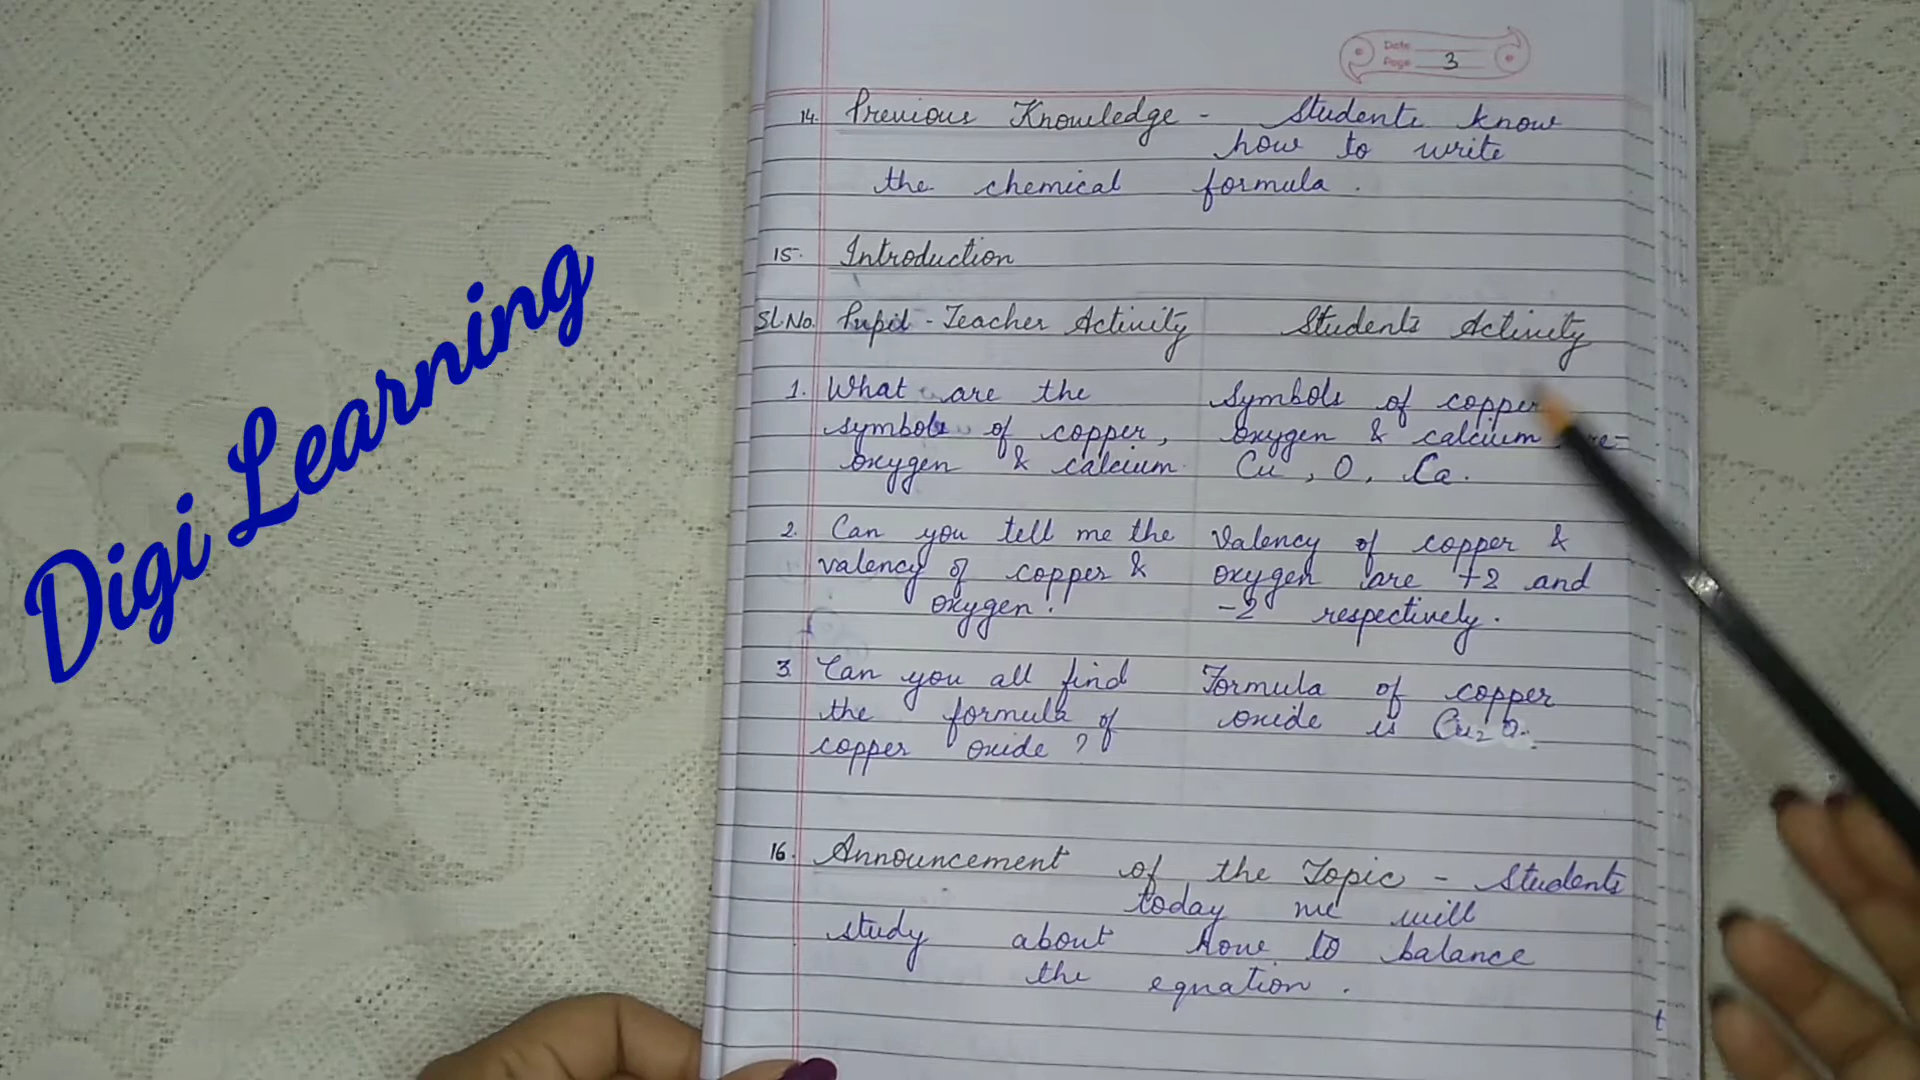 Date
Page 3
14. Previous Knowledge - Students know
how to write
the chemical formula.
15. Introduction
Sl.No. Pupil-Teacher Activity Students Activity
1. What are the
symbols of copper,
oxygen & calcium.
Symbols of copper
oxygen & calcium are-
Cu, O, Ca.
2. Can you tell me the
valency of copper &
oxygen.
Valency of copper &
oxygen are +2 and
-2 respectively.
3. Can you all find
the formula of
copper oxide?
Formula of copper
oxide is Cu2O.
16. Announcement of the Topic - Students
today we will
study about how to balance
the equation.
Digi Learning